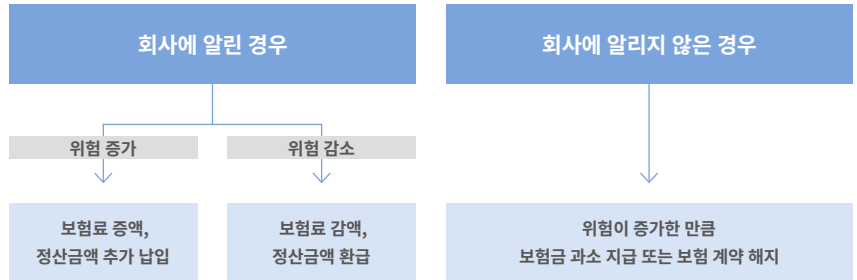 회사에 알린 경우
회사에 알리지 않은 경우
위험 증가
위험 감소
보험료 증액,
정산금액 추가 납입
보험료 감액,
정산금액 환급
위험이 증가한 만큼
보험금 과소 지급 또는 보험 계약 해지